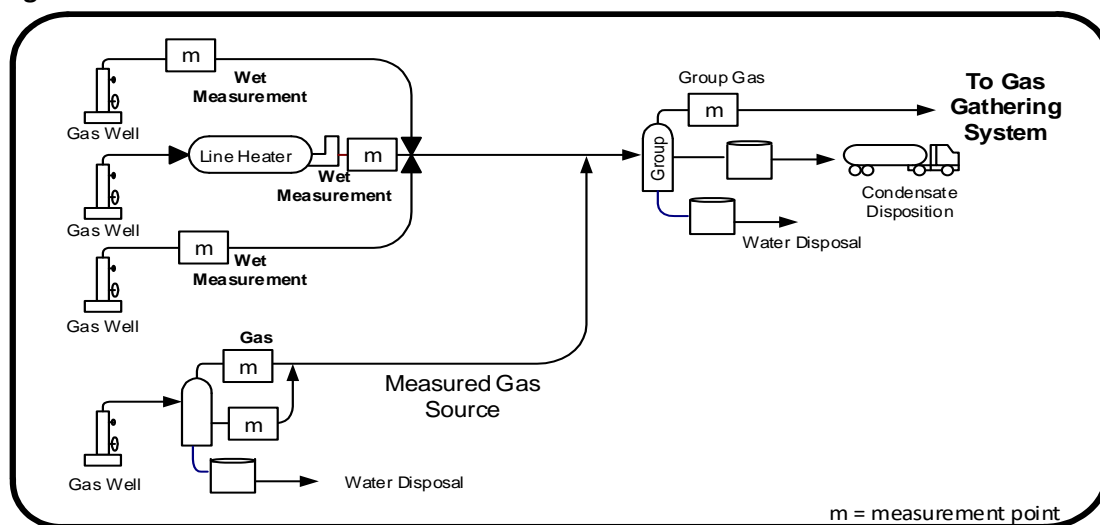 m
Wet
Measurement
Gas Well
Line Heater
m
Wet
Measurement
Gas Well
m
Wet
Measurement
Gas Well
Group Gas
m
To Gas
Gathering
System
Group
Condensate
Disposition
Water Disposal
Gas
m
Measured Gas
Source
m
Gas Well
Water Disposal
m = measurement point